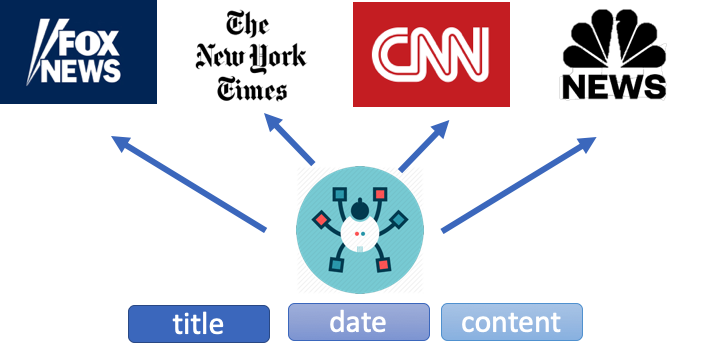 FOX
NEWS
The
New York
Times
CNN
NEWS
title
date
content